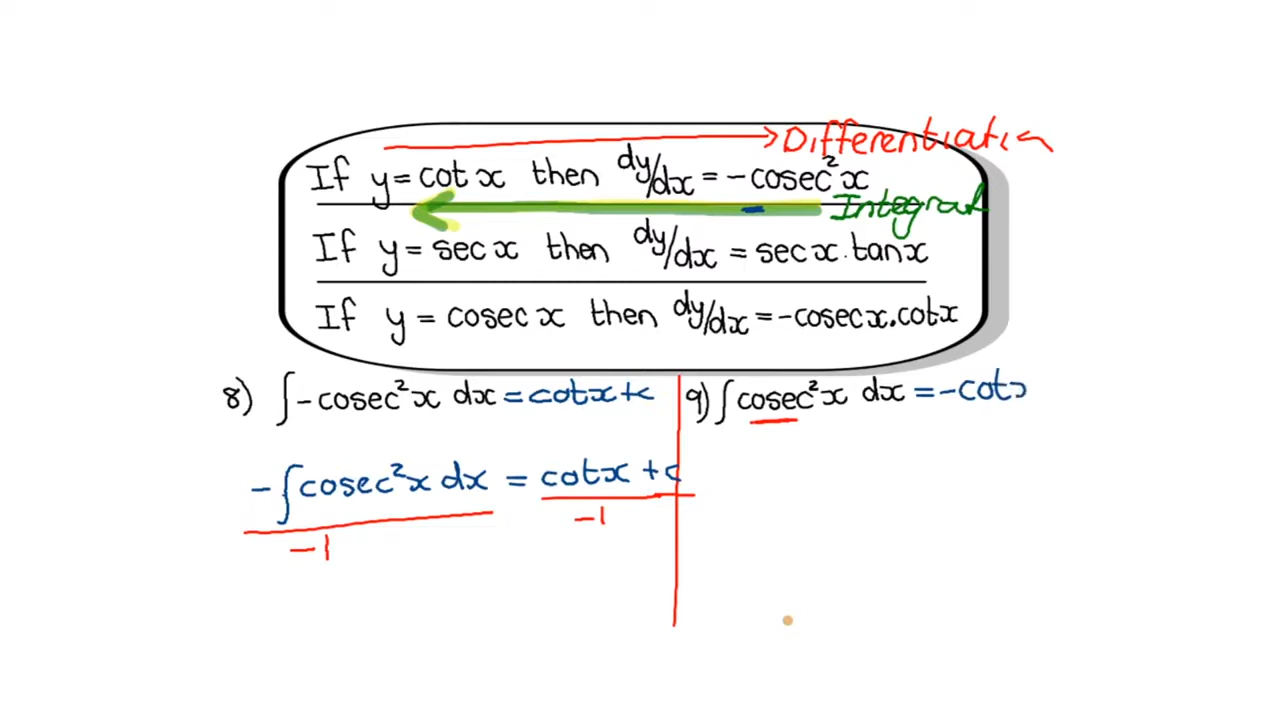 Differentiation
If y = cot x then dy/dx = -cosec²x
Integrat
If y = sec x then dy/dx = sec x . tan x
If y = cosec x then dy/dx = -cosec x . cot x
8) ∫ -cosec²x dx = cot x + c
9) ∫ cosec²x dx = -cot x
-∫ cosec²x dx = cot x + c
-1
-1